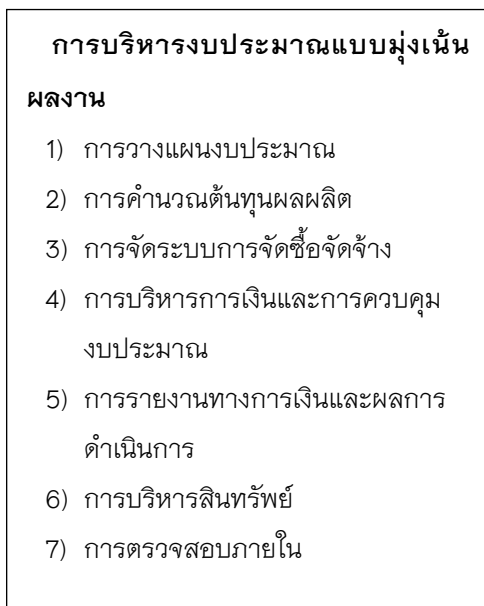 การบริหารงบประมาณแบบมุ่งเน้น
ผลงาน
1) การวางแผนงบประมาณ
2) การคำนวณต้นทุนผลผลิต
3) การจัดระบบการจัดซื้อจัดจ้าง
4) การบริหารการเงินและการควบคุม
งบประมาณ
5) การรายงานทางการเงินและผลการ
ดำเนินการ
6) การบริหารสินทรัพย์
7) การตรวจสอบภายใน